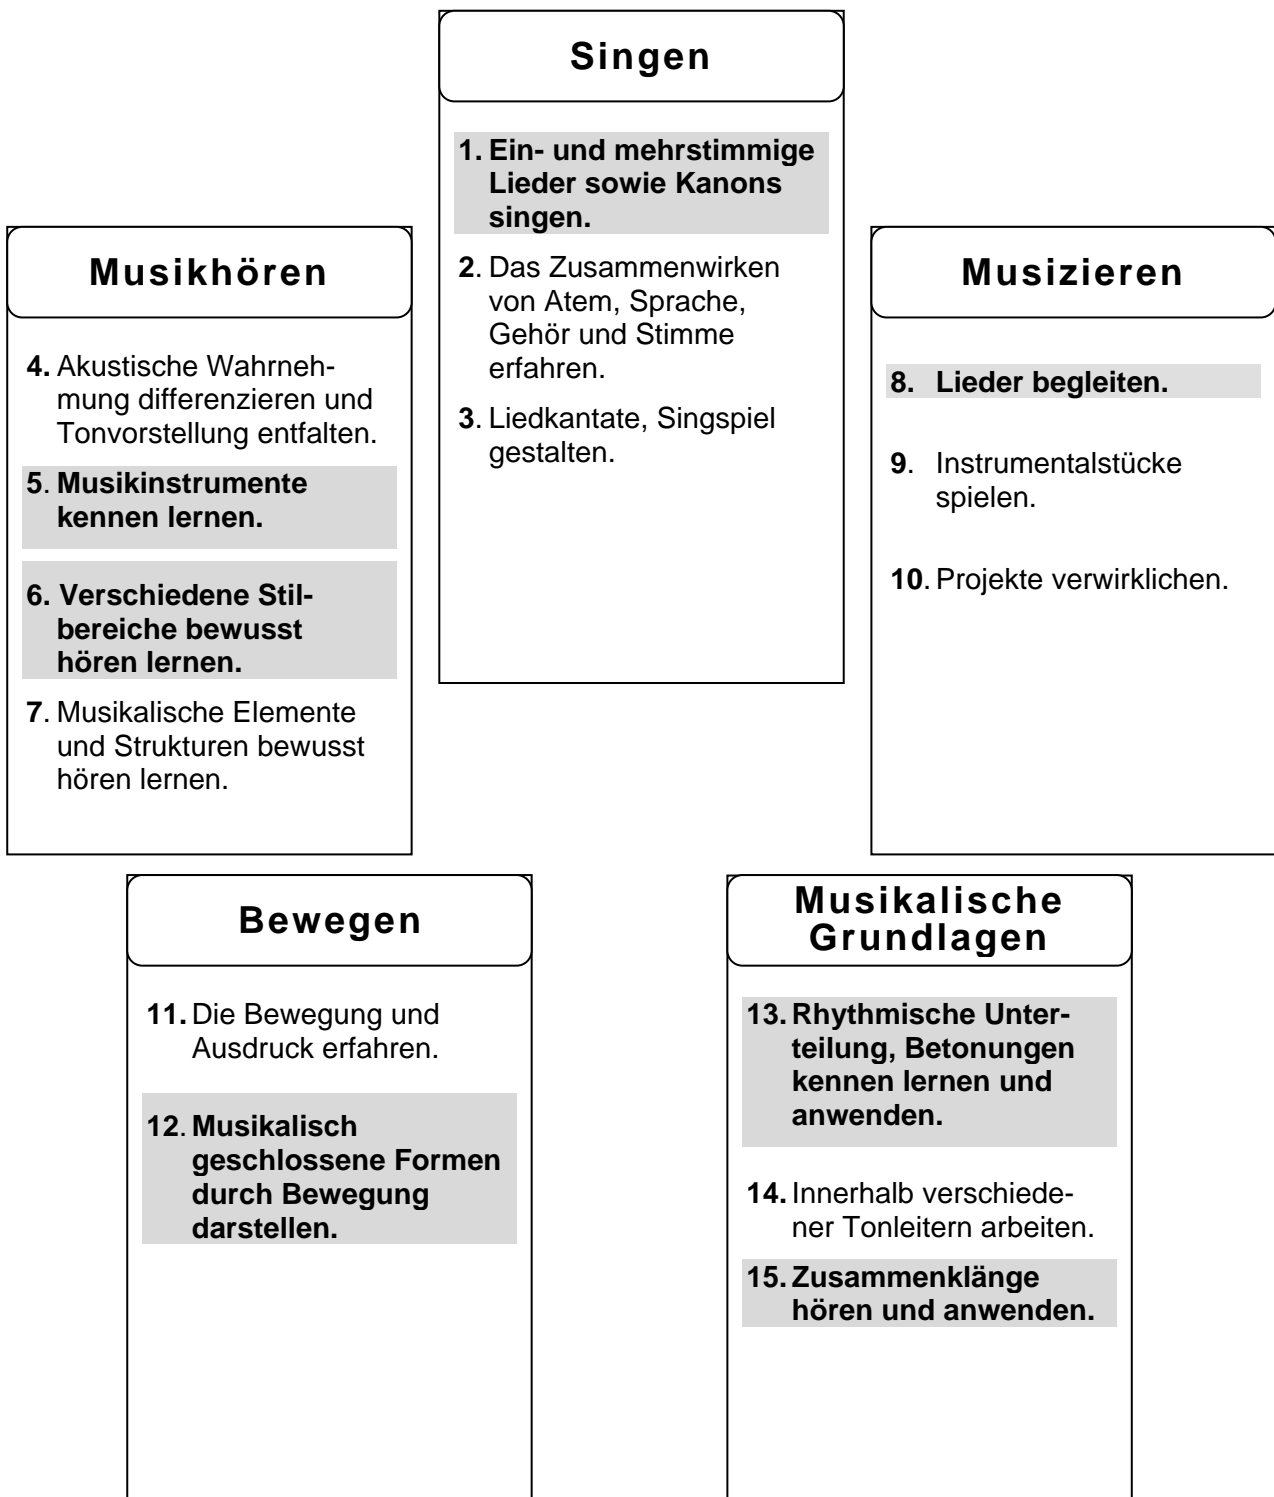 Singen
1. Ein- und mehrstimmige
Lieder sowie Kanons
singen.
2. Das Zusammenwirken
von Atem, Sprache,
Gehör und Stimme
erfahren.
3. Liedkantate, Singspiel
gestalten.
Musikhören
4. Akustische Wahrneh-
mung differenzieren und
Tonvorstellung entfalten.
5. Musikinstrumente
kennen lernen.
6. Verschiedene Stil-
bereiche bewusst
hören lernen.
7. Musikalische Elemente
und Strukturen bewusst
hören lernen.
Musizieren
8. Lieder begleiten.
9. Instrumentalstücke
spielen.
10. Projekte verwirklichen.
Bewegen
11. Die Bewegung und
Ausdruck erfahren.
12. Musikalisch
geschlossene Formen
durch Bewegung
darstellen.
Musikalische
Grundlagen
13. Rhythmische Unter-
teilung, Betonungen
kennen lernen und
anwenden.
14. Innerhalb verschiede-
ner Tonleitern arbeiten.
15. Zusammenklänge
hören und anwenden.